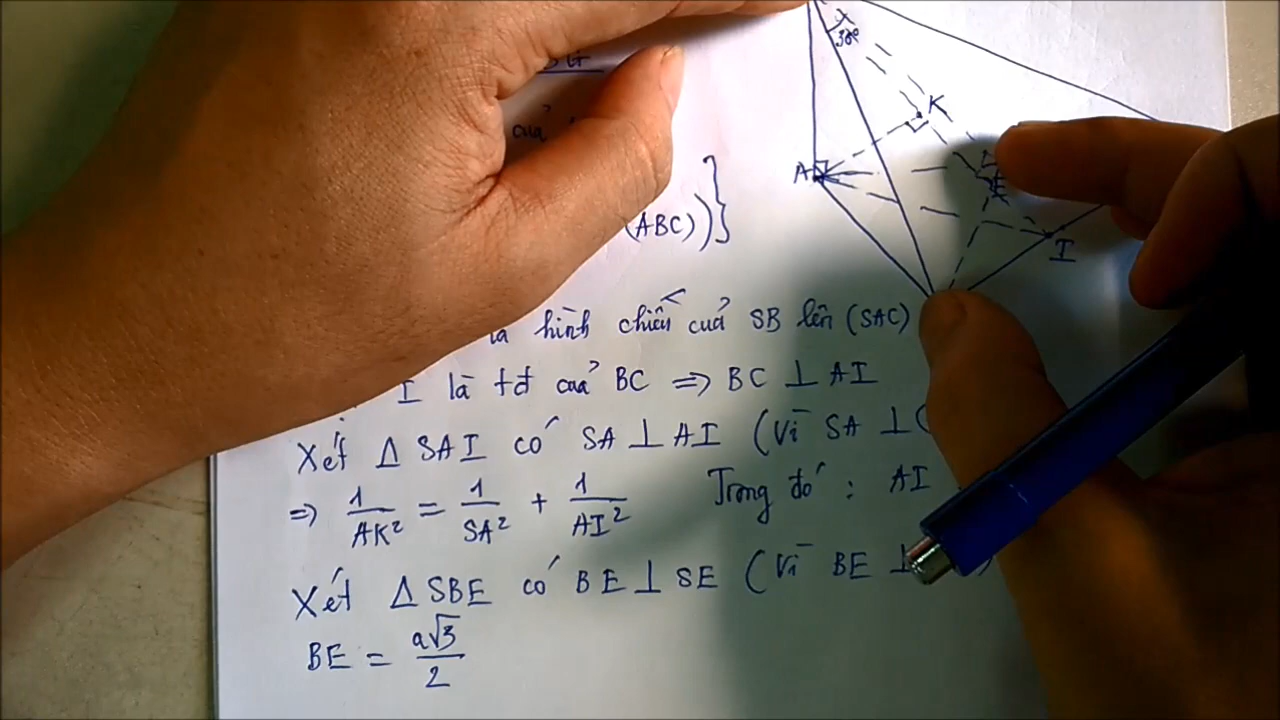 30°
K
A
E
I
của
(ABC))}
là hình chiếu của SB lên (SAC)
I là tđ của BC ⇒ BC ⊥ AI
Xét Δ SAI có SA ⊥ AI (Vì SA ⊥ (
⇒ 1/AK² = 1/SA² + 1/AI² Trong đó : AI
Xét Δ SBE có BE ⊥ SE (Vì BE ⊥
BE = a√3/2